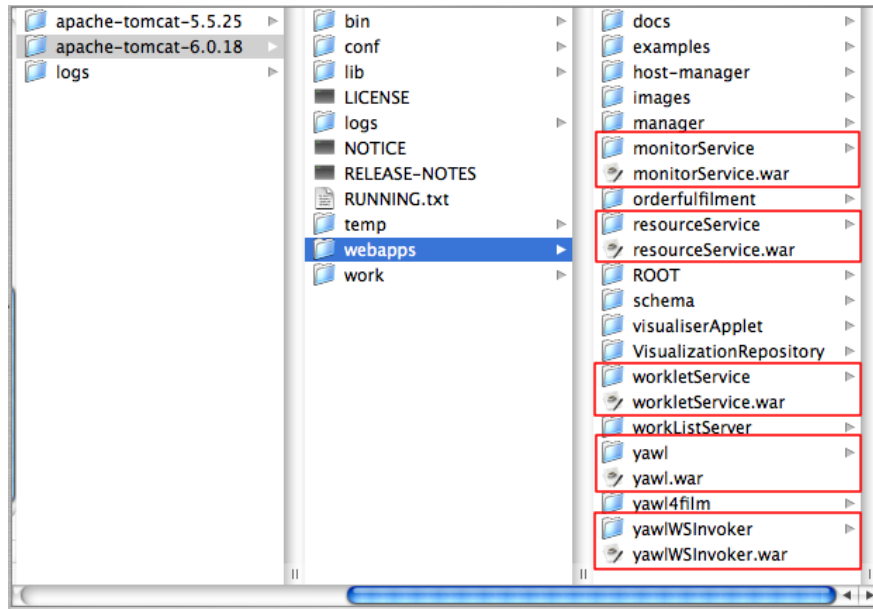 apache-tomcat-5.5.25
apache-tomcat-6.0.18
logs
bin
conf
lib
LICENSE
logs
NOTICE
RELEASE-NOTES
RUNNING.txt
temp
webapps
work
docs
examples
host-manager
images
manager
monitorService
monitorService.war
orderfulfilment
resourceService
resourceService.war
ROOT
schema
visualiserApplet
VisualizationRepository
workletService
workletService.war
workListServer
yawl
yawl.war
yawl4film
yawlWSInvoker
yawlWSInvoker.war